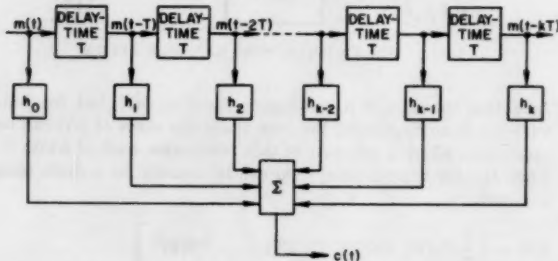 m(t)
DELAY-
TIME
T
m(t-T)
DELAY-
TIME
T
m(t-2T)
DELAY-
TIME
T
DELAY-
TIME
T
m(t-kT)
h₀
h₁
h₂
hₖ₋₂
hₖ₋₁
hₖ
Σ
c(t)